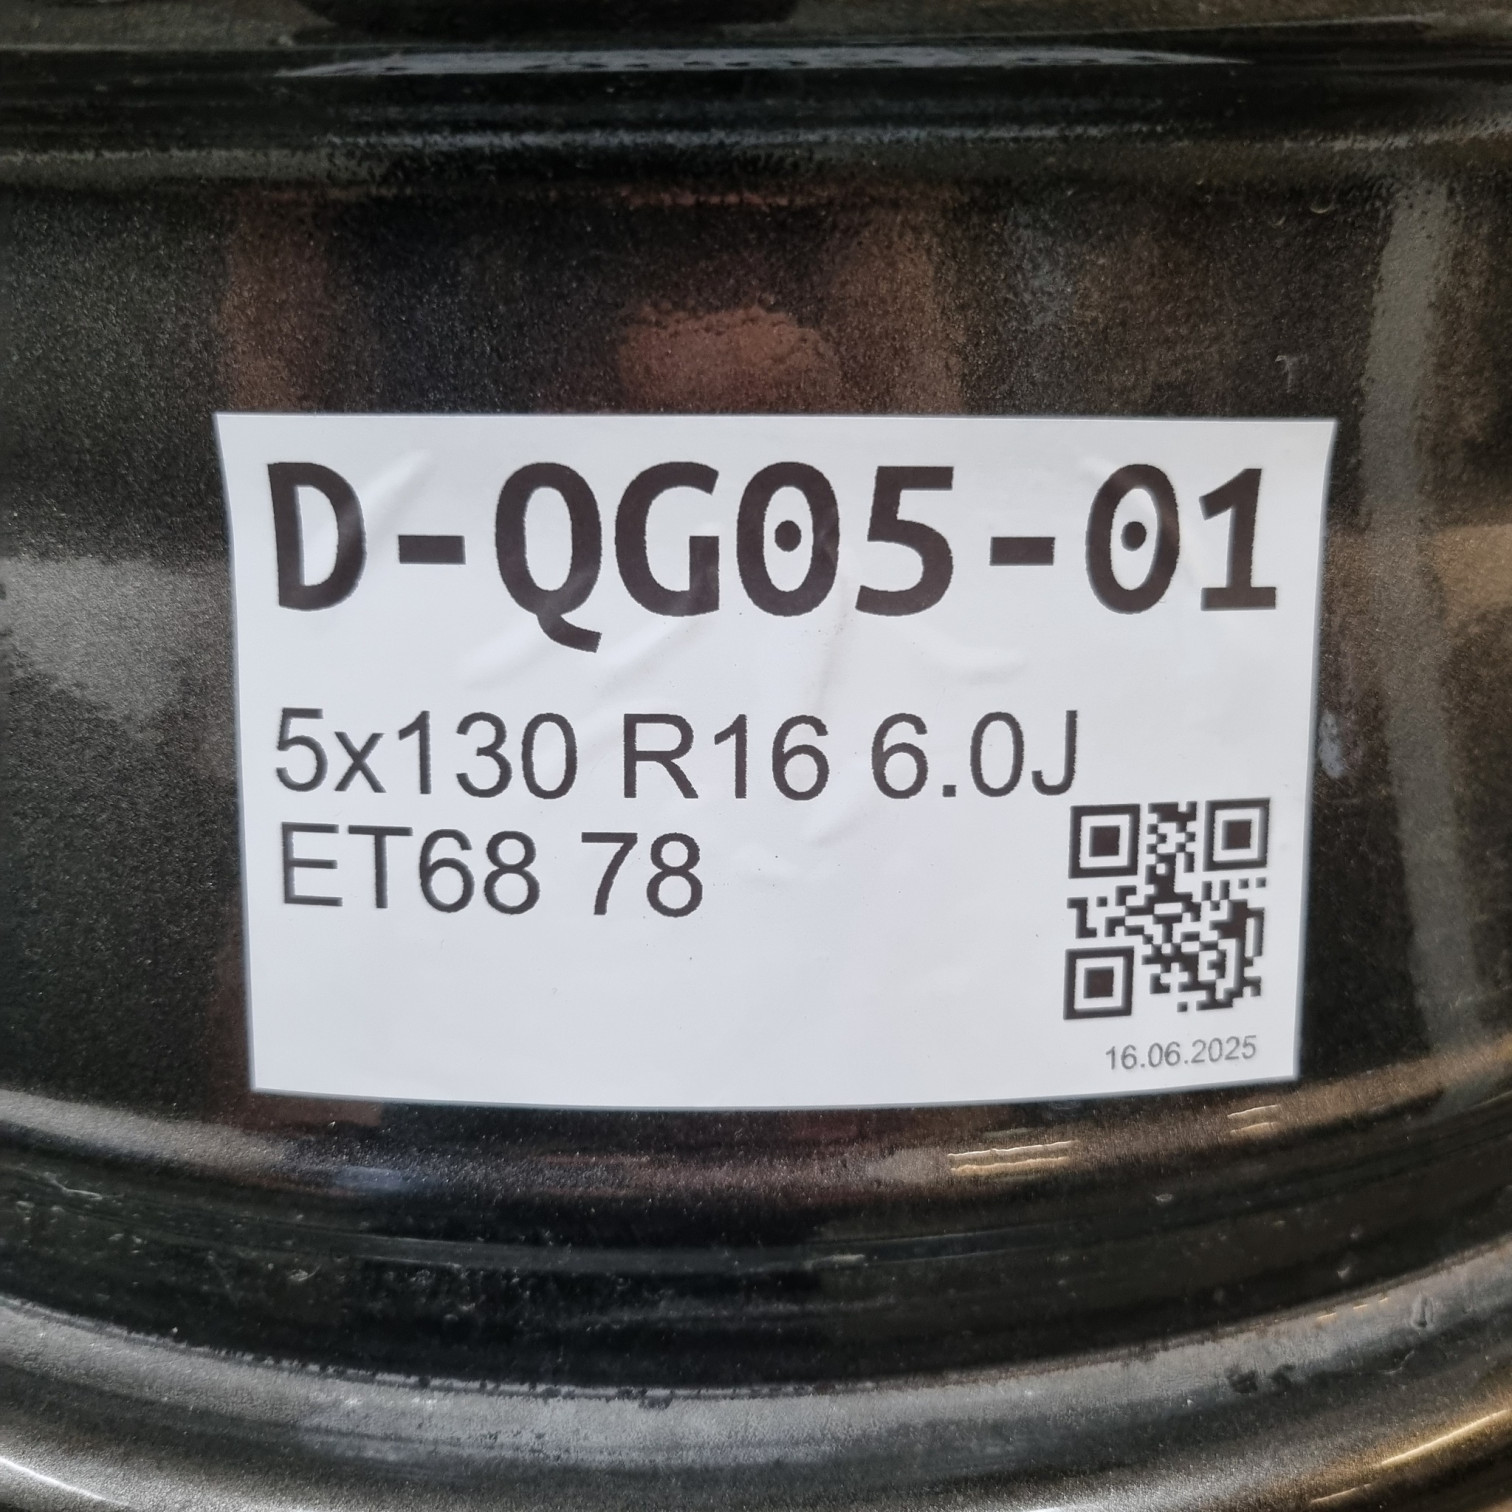 D-QG05-01
5x130 R16 6.0J
ET68 78
16.06.2025